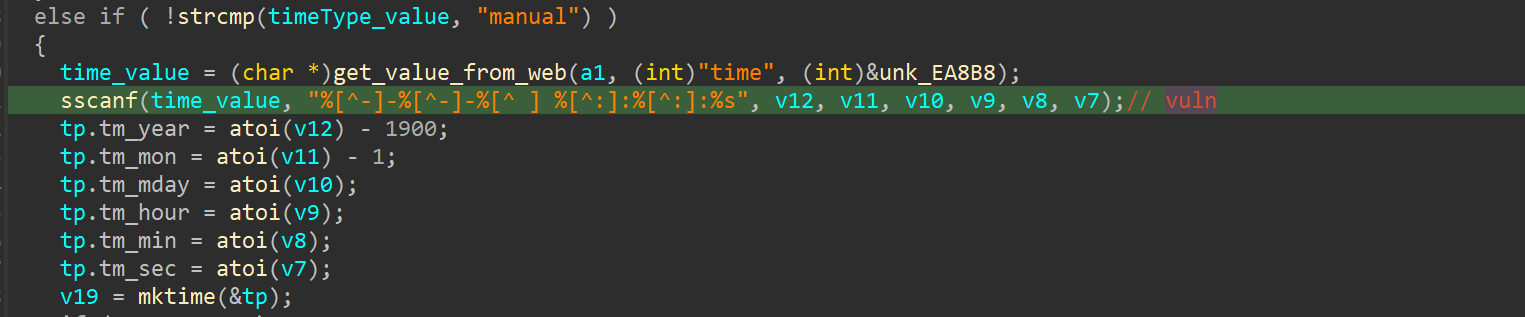 else if ( !strcmp(timeType_value, "manual") )
{
time_value = (char *)get_value_from_web(a1, (int)"time", (int)&unk_EA8B8);
sscanf(time_value, "%[^-]-%[^-]-%[^ ] %[^:]:%[^:]:%s", v12, v11, v10, v9, v8, v7);// vuln
tp.tm_year = atoi(v12) - 1900;
tp.tm_mon = atoi(v11) - 1;
tp.tm_mday = atoi(v10);
tp.tm_hour = atoi(v9);
tp.tm_min = atoi(v8);
tp.tm_sec = atoi(v7);
v19 = mktime(&tp);